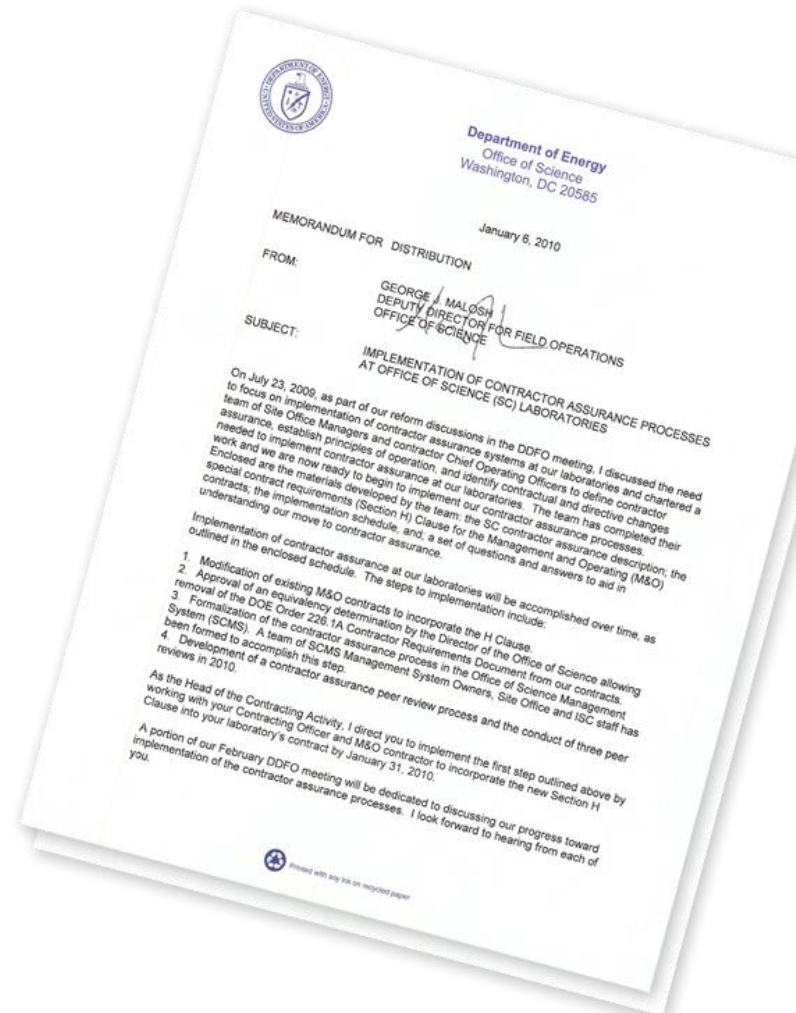 DEPARTMENT OF ENERGY
UNITED STATES OF AMERICA
Department of Energy
Office of Science
Washington, DC 20585
January 6, 2010
MEMORANDUM FOR DISTRIBUTION
FROM:
GEORGE J. MALOSH
DEPUTY DIRECTOR FOR FIELD OPERATIONS
OFFICE OF SCIENCE
SUBJECT:
IMPLEMENTATION OF CONTRACTOR ASSURANCE PROCESSES
AT OFFICE OF SCIENCE (SC) LABORATORIES
On July 23, 2009, as part of our reform discussions in the DDFO meeting, I discussed the need
to focus on implementation of contractor assurance systems at our laboratories and chartered a
team of Site Office Managers and contractor Chief Operating Officers to define contractor
assurance, establish principles of operation, and identify contractual and directive changes
needed to implement contractor assurance at our laboratories. The team has completed their
work and we are now ready to begin to implement our contractor assurance processes.
Enclosed are the materials developed by the team: the SC contractor assurance description; the
special contract requirements (Section H) Clause for the Management and Operating (M&O)
contracts; the implementation schedule, and; a set of questions and answers to aid in
understanding our move to contractor assurance.
Implementation of contractor assurance at our laboratories will be accomplished over time, as
outlined in the enclosed schedule. The steps to implementation include:
1. Modification of existing M&O contracts to incorporate the H Clause.
2. Approval of an equivalency determination by the Director of the Office of Science allowing
removal of the DOE Order 226.1A Contractor Requirements Document from our contracts.
3. Formalization of the contractor assurance process in the Office of Science Management
System (SCMS). A team of SCMS Management System Owners, Site Office and ISC staff has
been formed to accomplish this step.
4. Development of a contractor assurance peer review process and the conduct of three peer
reviews in 2010.
As the Head of the Contracting Activity, I direct you to implement the first step outlined above by
working with your Contracting Officer and M&O contractor to incorporate the new Section H
Clause into your laboratory's contract by January 31, 2010.
A portion of our February DDFO meeting will be dedicated to discussing our progress toward
implementation of the contractor assurance processes. I look forward to hearing from each of
you.
Printed with soy ink on recycled paper